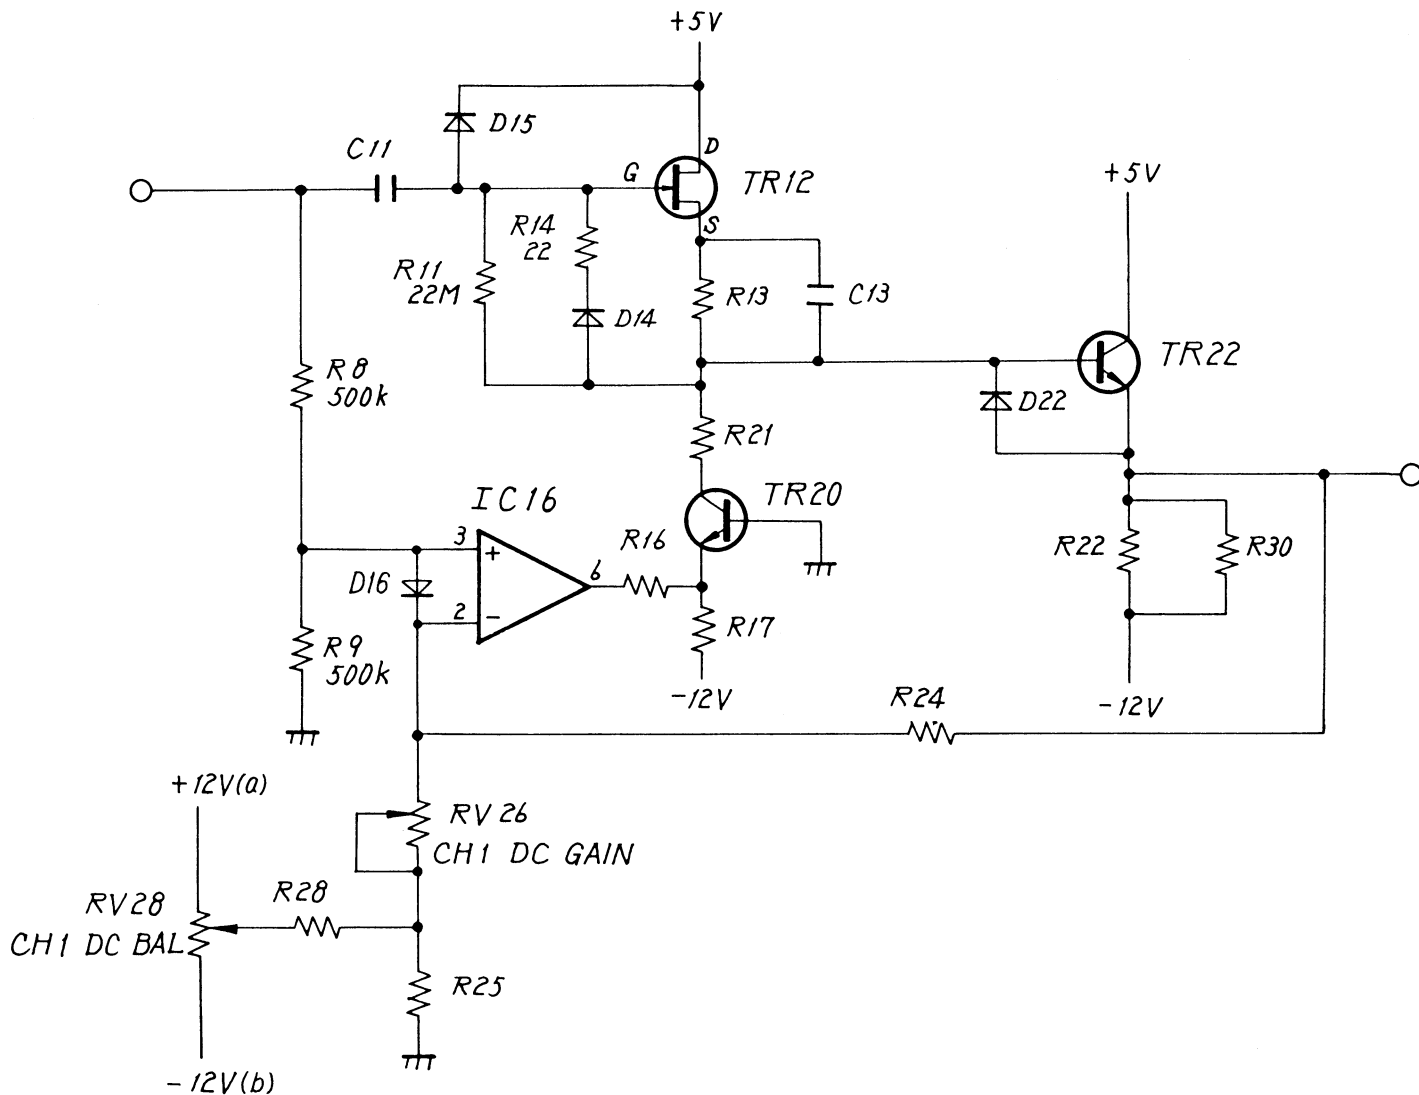 +5V
D15
C11
D
G
TR12
+5V
S
R14
22
R11
22M
R13
C13
D14
TR22
R8
500k
D22
R21
IC16
TR20
3
+
R16
6
R22
R30
D16
2
-
R17
R9
500k
-12V
R24
-12V
+12V(a)
RV26
CH1 DC GAIN
R28
RV28
CH1 DC BAL
R25
-12V(b)